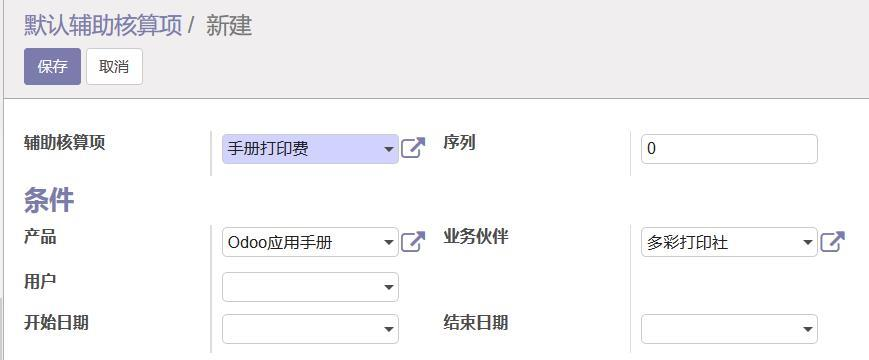 默认辅助核算项 / 新建
保存 取消
辅助核算项 手册打印费 序列 0
条件
产品 Odoo应用手册 业务伙伴 多彩打印社
用户
开始日期 结束日期